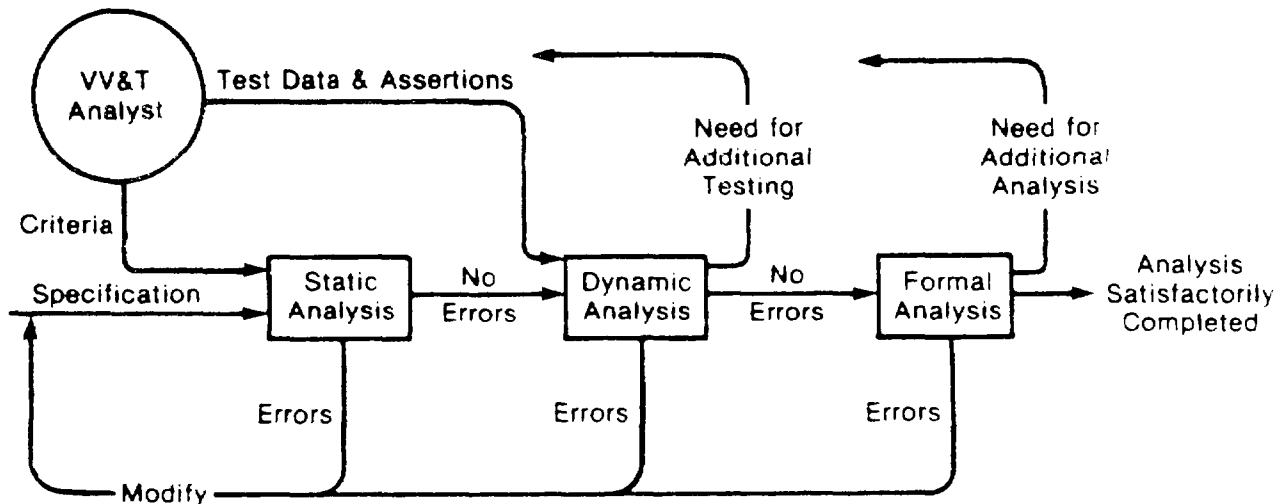 VV&T
Analyst
Test Data & Assertions
Need for
Additional
Testing
Need for
Additional
Analysis
Criteria
Specification
Static
Analysis
No
Errors
Dynamic
Analysis
No
Errors
Formal
Analysis
Analysis
Satisfactorily
Completed
Errors
Errors
Errors
Modify